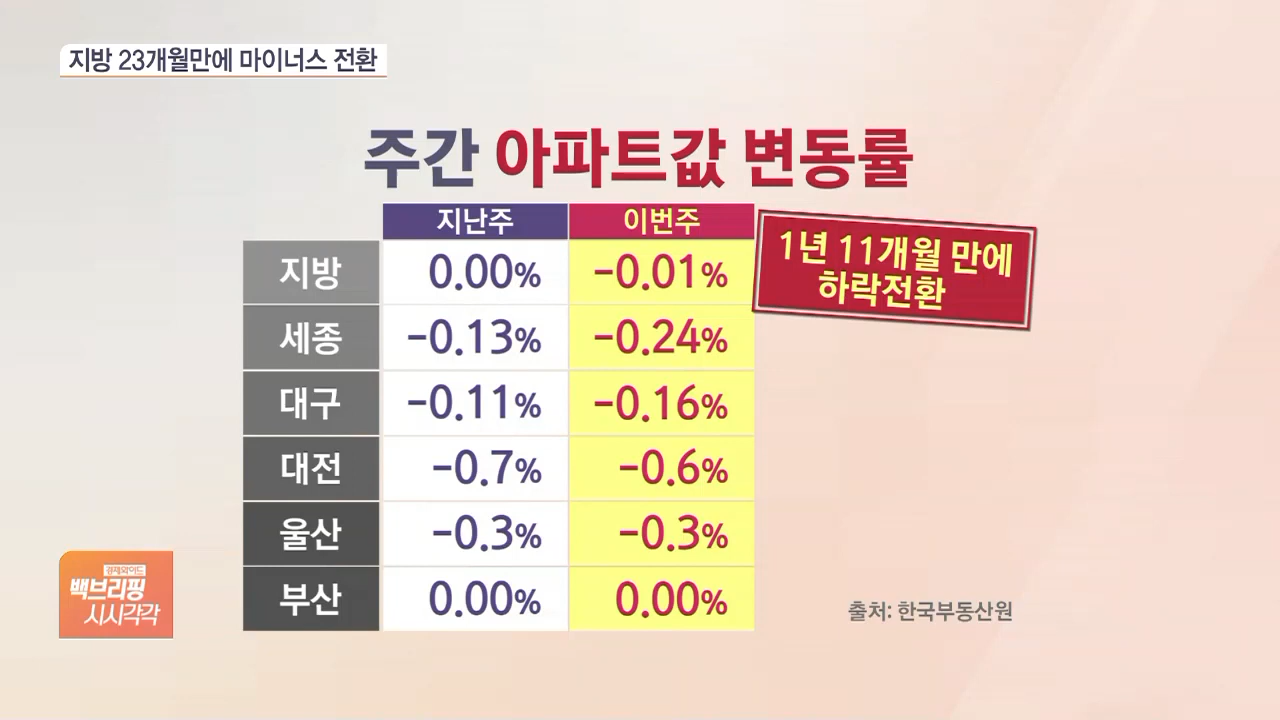 지방 23개월만에 마이너스 전환
주간 아파트값 변동률
지난주 이번주
지방 0.00% -0.01%
1년 11개월 만에
하락전환
세종 -0.13% -0.24%
대구 -0.11% -0.16%
대전 -0.7% -0.6%
울산 -0.3% -0.3%
부산 0.00% 0.00%
경제와이드
백브리핑
시시각각
출처: 한국부동산원